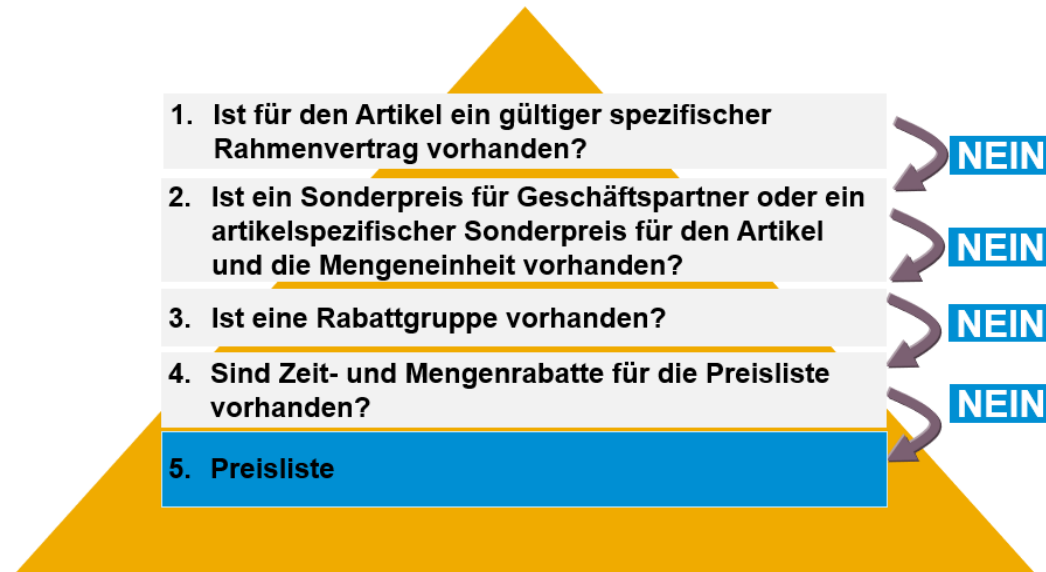 1. Ist für den Artikel ein gültiger spezifischer
Rahmenvertrag vorhanden?
NEIN
2. Ist ein Sonderpreis für Geschäftspartner oder ein
artikelspezifischer Sonderpreis für den Artikel
und die Mengeneinheit vorhanden?
NEIN
3. Ist eine Rabattgruppe vorhanden?
NEIN
4. Sind Zeit- und Mengenrabatte für die Preisliste
vorhanden?
NEIN
5. Preisliste